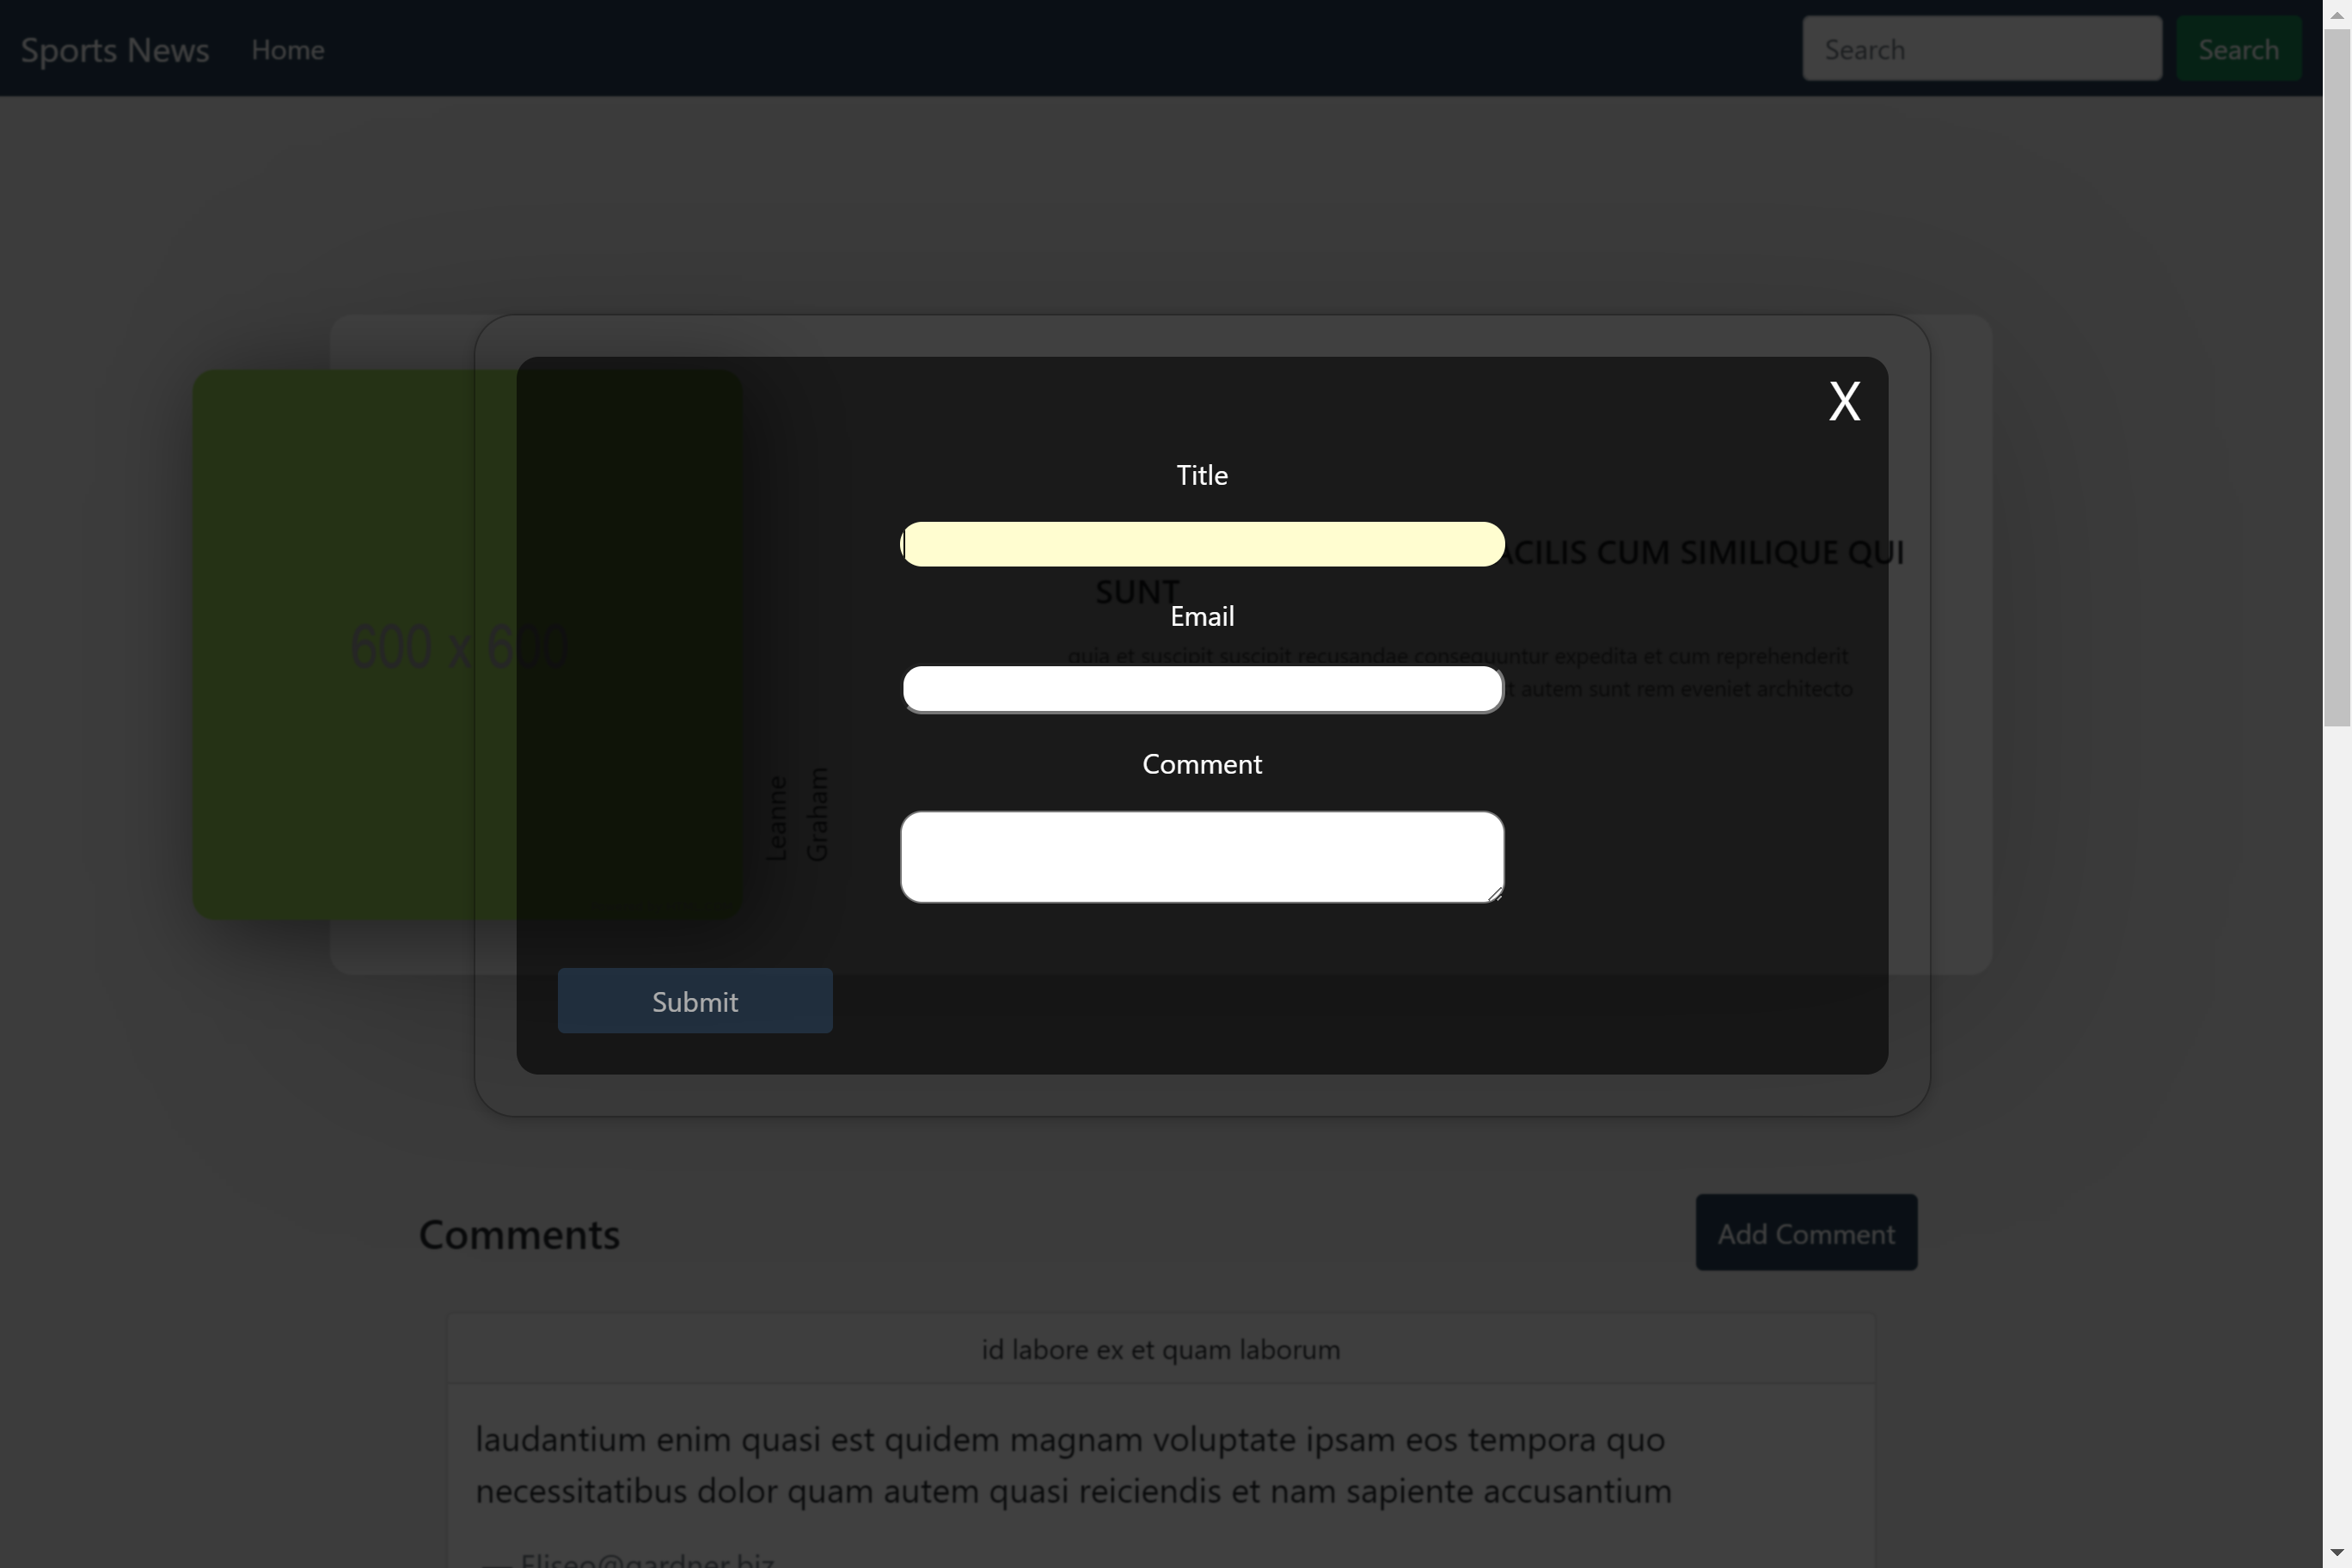 Sports News
Home
Search
Search
X
Title
CILIS CUM SIMILIQUE QUI
SUNT
Email
quia et suscipit suscipit recusandae consequuntur expedita et cum reprehenderit
t autem sunt rem eveniet architecto
600 x 600
Leanne
Graham
Comment
Submit
Comments
Add Comment
id labore ex et quam laborum
laudantium enim quasi est quidem magnam voluptate ipsam eos tempora quo
necessitatibus dolor quam autem quasi reiciendis et nam sapiente accusantium
— Eliseo@gardner.biz